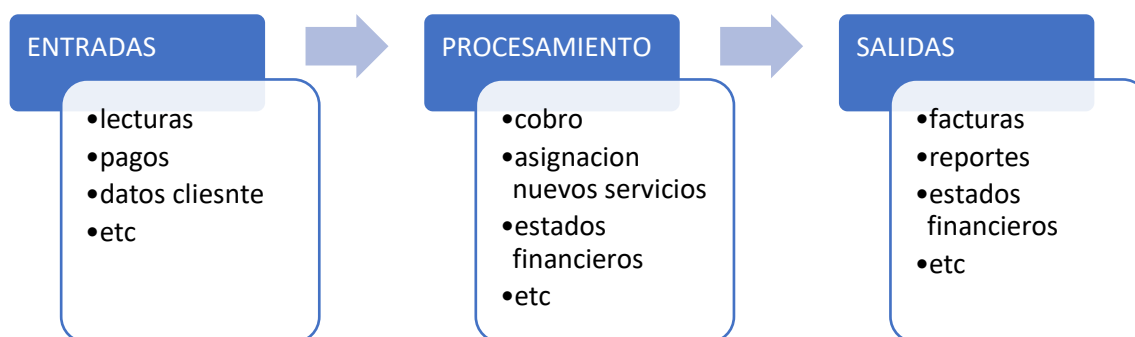 ENTRADAS
•lecturas
•pagos
•datos cliesnte
•etc
PROCESAMIENTO
•cobro
•asignacion
nuevos servicios
•estados
financieros
•etc
SALIDAS
•facturas
•reportes
•estados
financieros
•etc